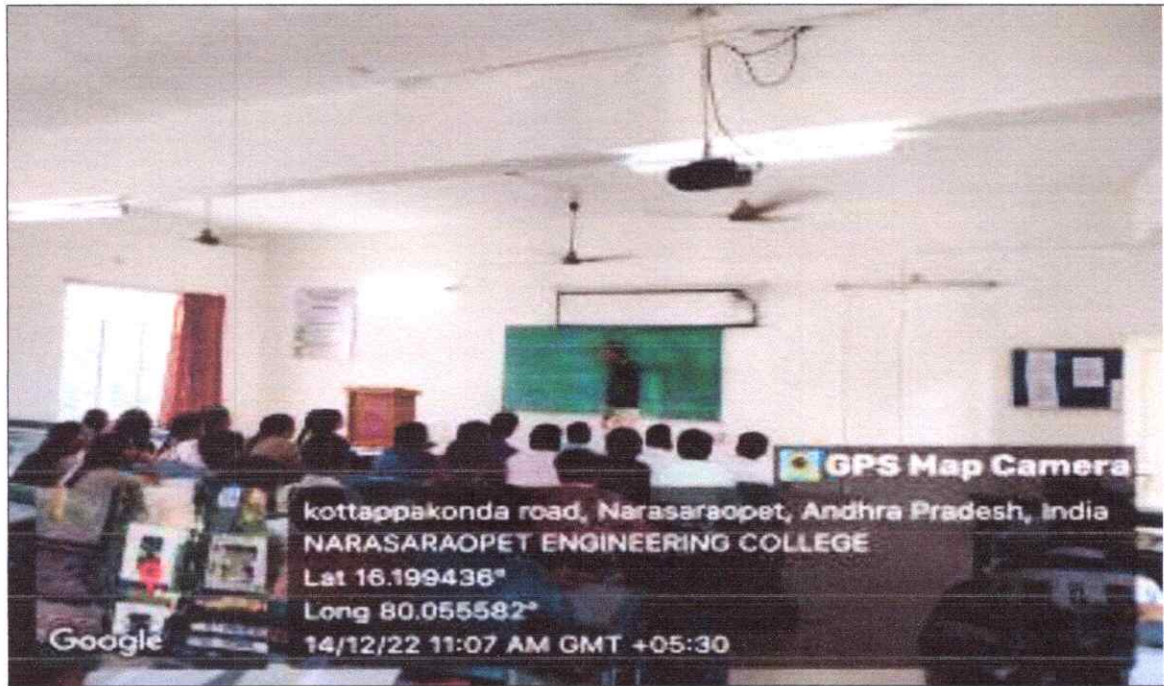 GPS Map Camera
kottappakonda road, Narasaraopet, Andhra Pradesh, India
NARASARAOPET ENGINEERING COLLEGE
Lat 16.199436°
Long 80.055582°
14/12/22 11:07 AM GMT +05:30
Google